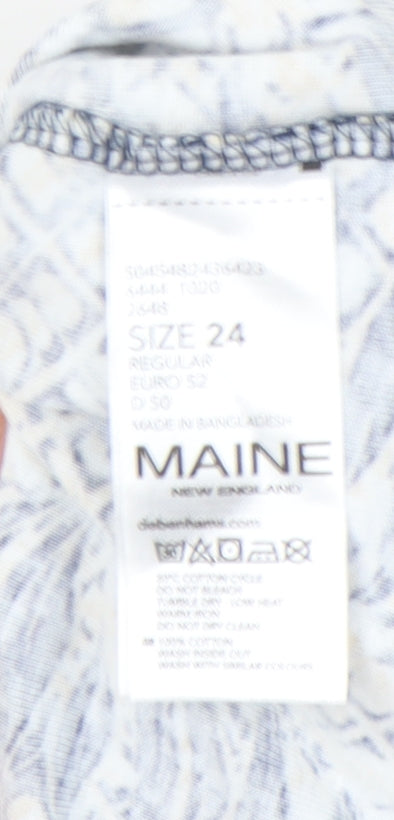 SIZE 24
REGULAR
EURO 52
D 50
MADE IN BANGLADESH
MAINE
NEW ENGLAND
debenhams.com
COTTON CYCLE
DO NOT BLEACH
TUMBLE DRY - LOW HEAT
WARM IRON
DO NOT DRY CLEAN
100% COTTON
WASH INSIDE OUT
WASH WITH SIMILAR COLOURS